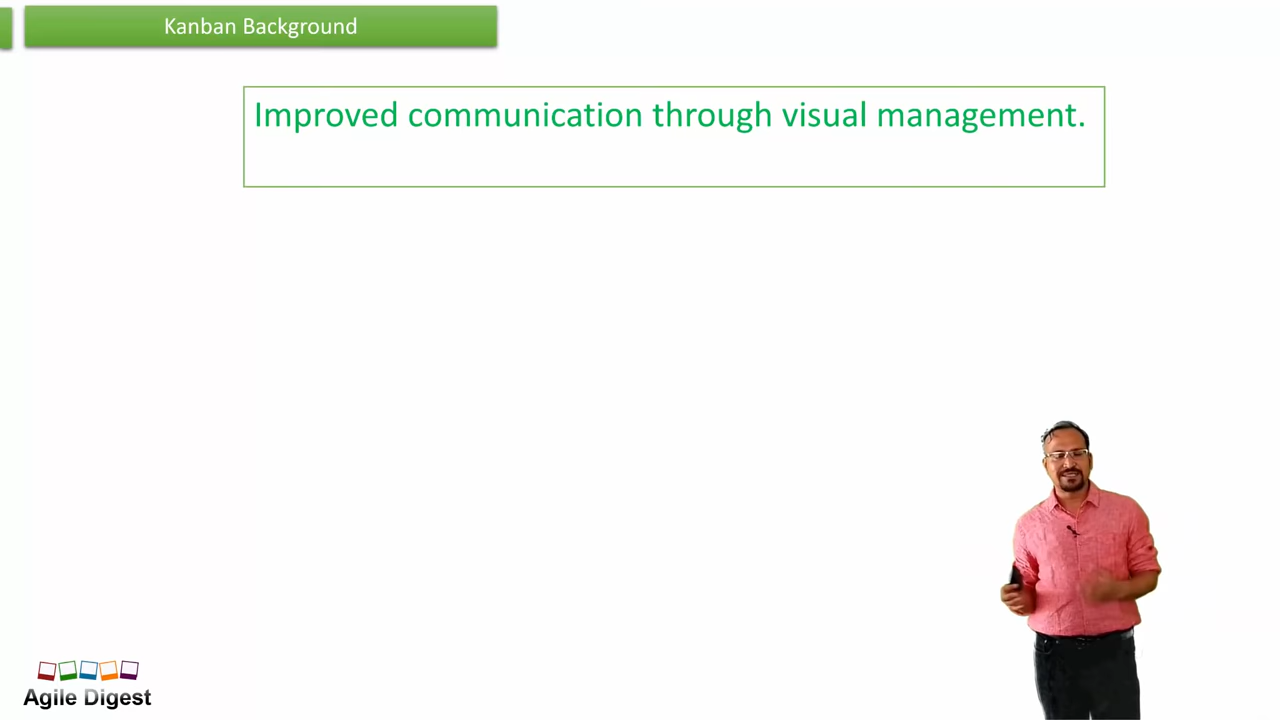 Kanban Background
Improved communication through visual management.
Agile Digest